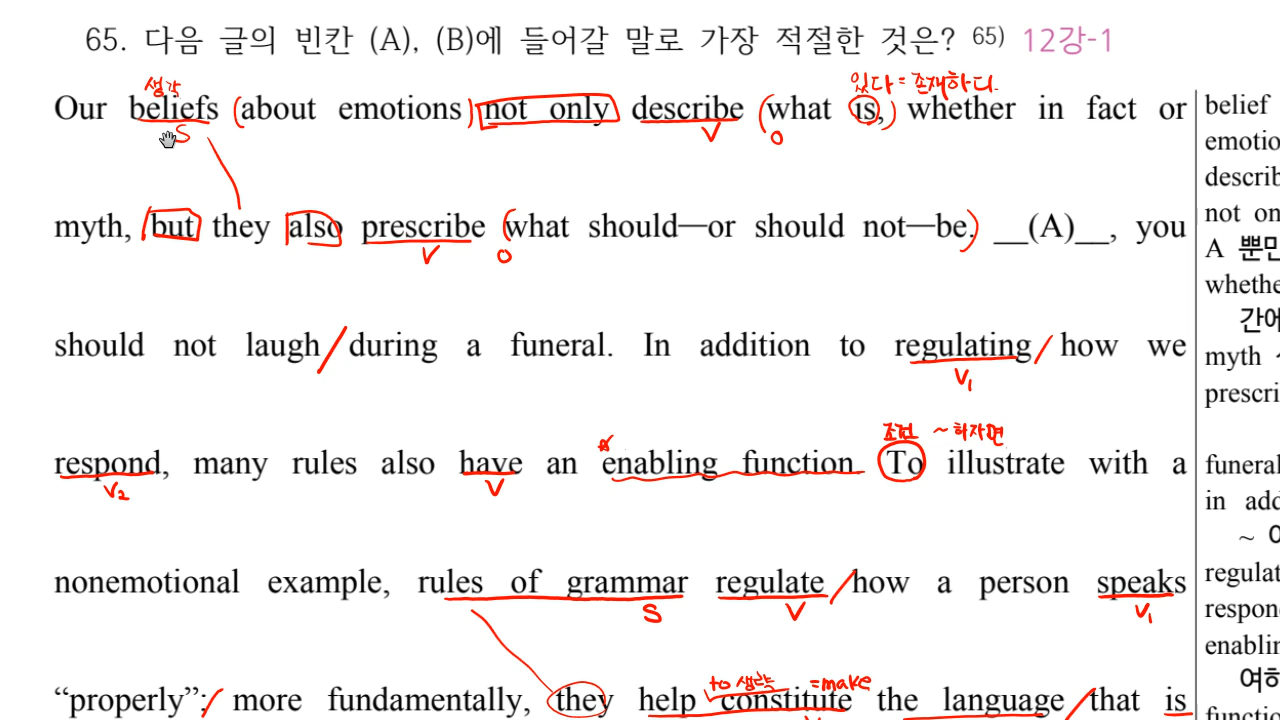 65. 다음 글의 빈칸 (A), (B)에 들어갈 말로 가장 적절한 것은? 65) 12강-1
생각
있다 = 존재하다.
Our beliefs (about emotions) not only describe (what is,) whether in fact or
S V O
myth, but they also prescribe (what should—or should not—be.) __(A)__, you
V O
should not laugh / during a funeral. In addition to regulating / how we
V₁
조건 ~하자면
respond, many rules also have an enabling function. To illustrate with a
V₂ V
nonemotional example, rules of grammar regulate / how a person speaks
S V V₁
to 생략 =make
“properly”; / more fundamentally, they help constitute the language / that is
belief
emotio
describ
not on
A 뿐만
whethe
간에
myth
prescri
funeral
in add
~
regulat
respon
enablin
여하
function